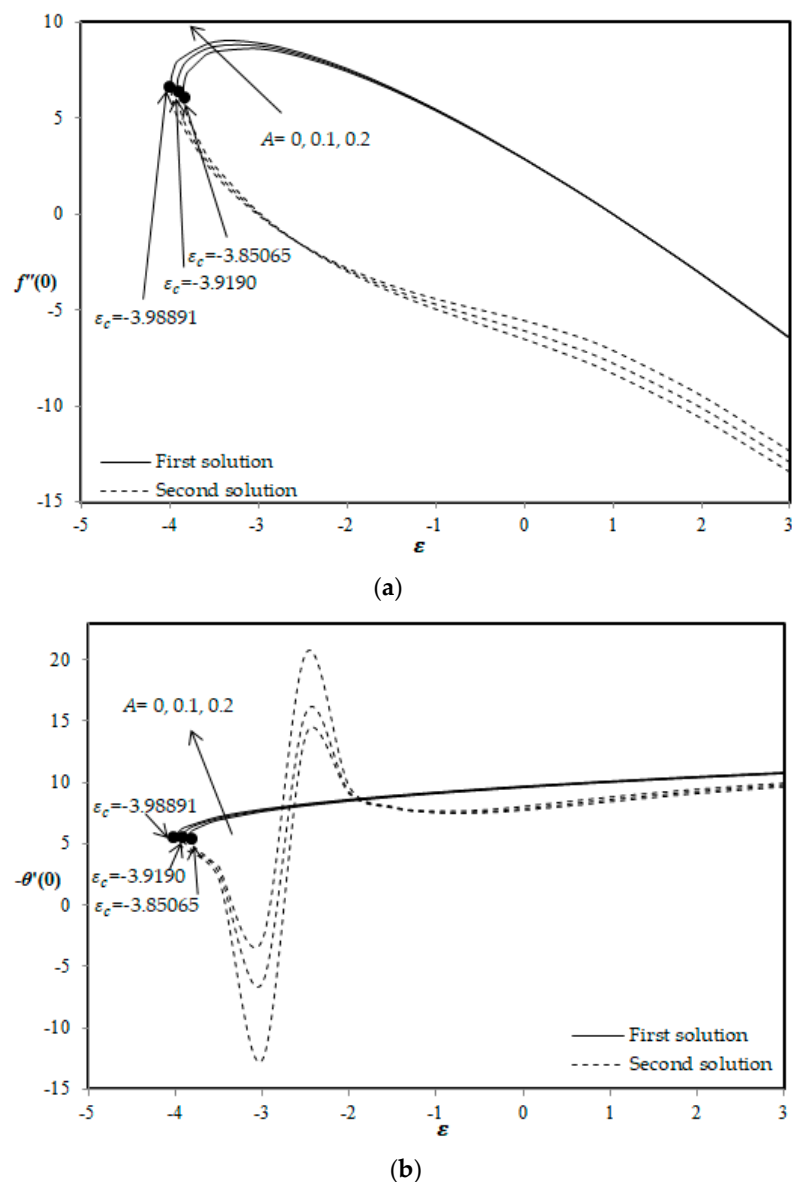 10
5
0
-5
-10
-15
f″(0)
A= 0, 0.1, 0.2
εc=-3.85065
εc=-3.9190
εc=-3.98891
First solution
Second solution
-5 -4 -3 -2 -1 0 1 2 3
ε
(a)
20
15
10
5
0
-5
-10
-15
-θ'(0)
A= 0, 0.1, 0.2
εc=-3.98891
εc=-3.9190
εc=-3.85065
First solution
Second solution
-5 -4 -3 -2 -1 0 1 2 3
ε
(b)